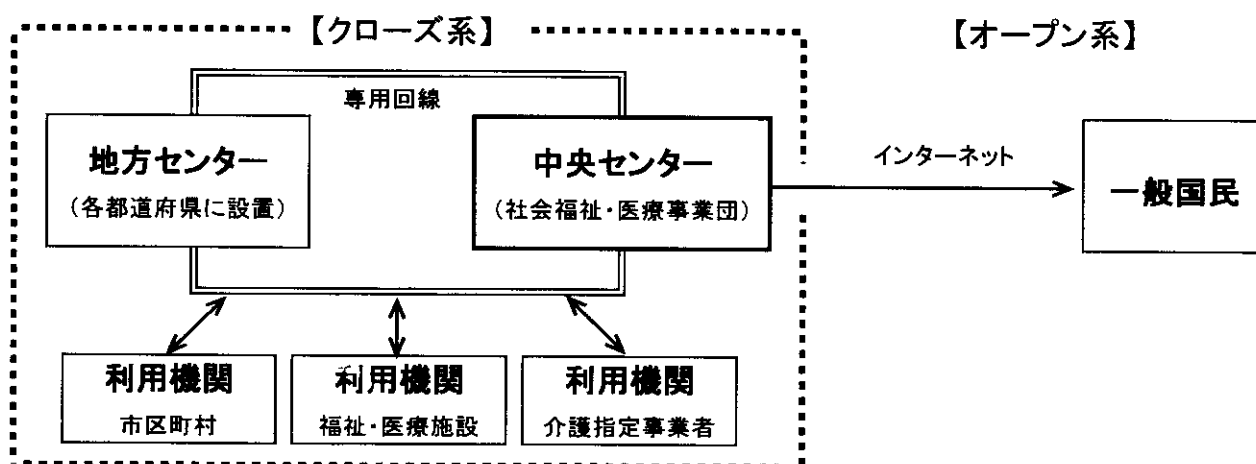 【クローズ系】
【オープン系】
専用回線
地方センター
(各都道府県に設置)
中央センター
(社会福祉・医療事業団)
インターネット
一般国民
利用機関
市区町村
利用機関
福祉・医療施設
利用機関
介護指定事業者